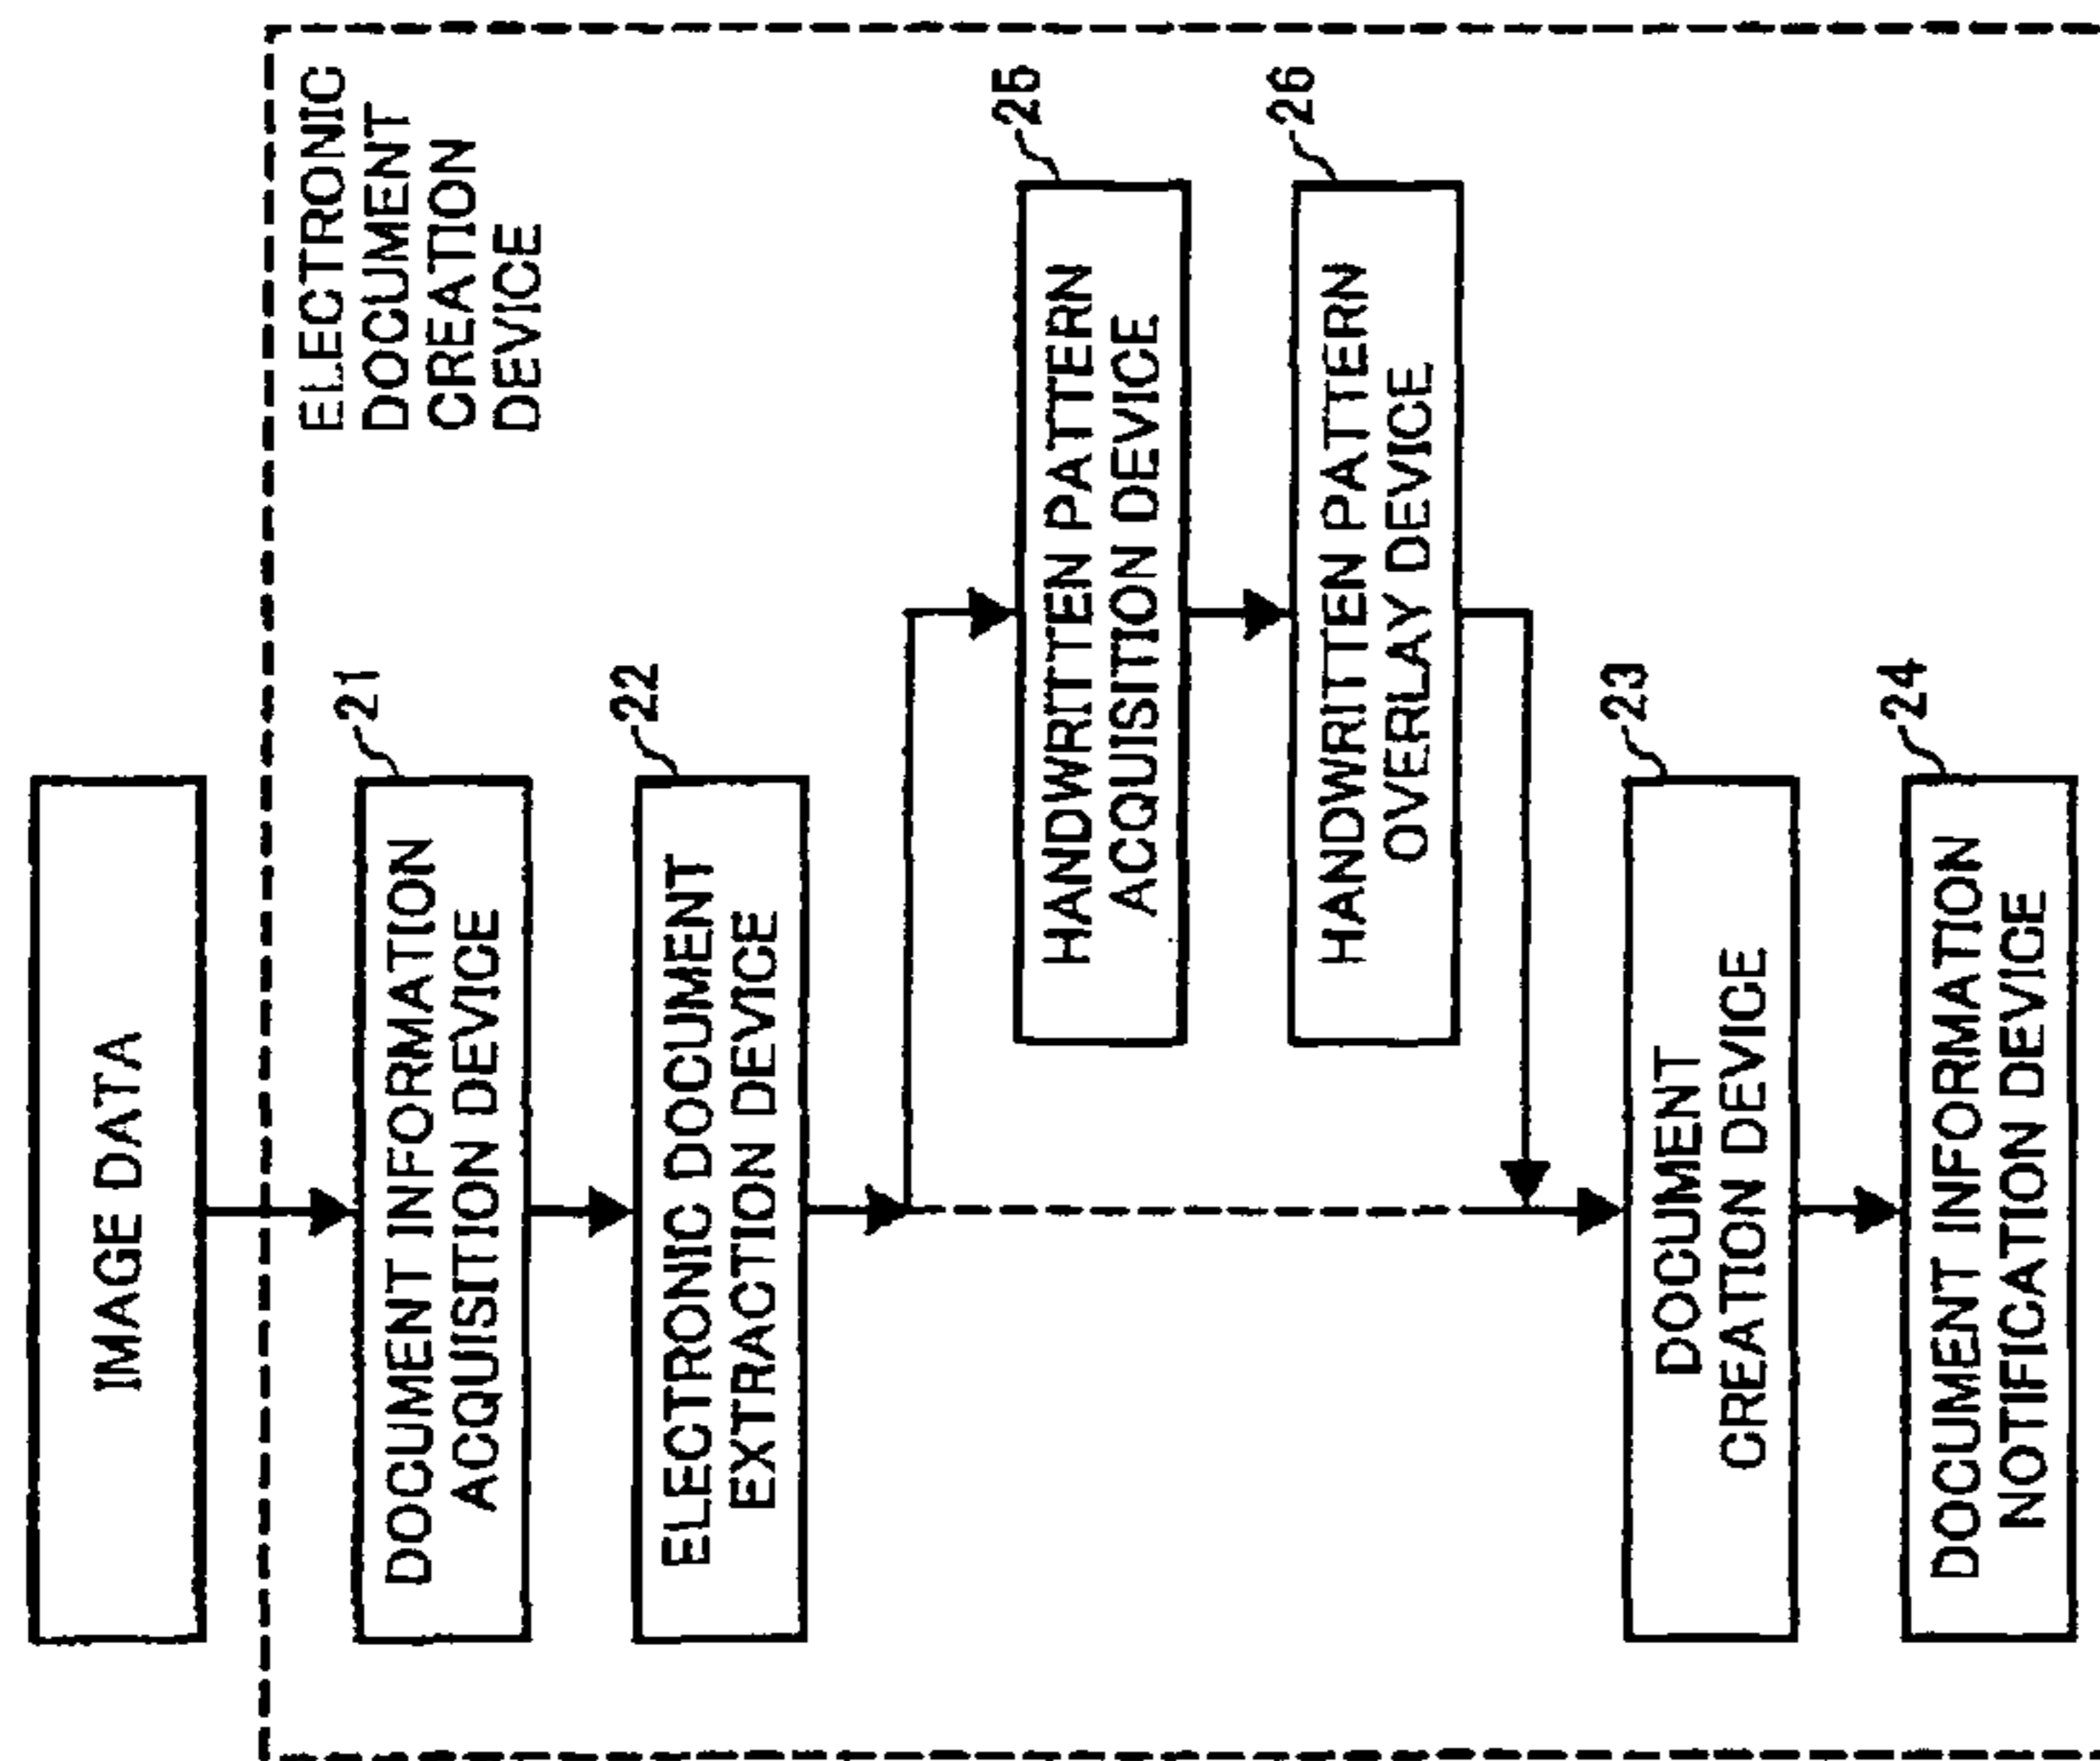 IMAGE DATA
ELECTRONIC
DOCUMENT
CREATION
DEVICE
21
DOCUMENT INFORMATION
ACQUISITION DEVICE
22
ELECTRONIC DOCUMENT
EXTRACTION DEVICE
25
HANDWRITTEN PATTERN
ACQUISITION DEVICE
26
HANDWRITTEN PATTERN
OVERLAY DEVICE
23
DOCUMENT
CREATION DEVICE
24
DOCUMENT INFORMATION
NOTIFICATION DEVICE